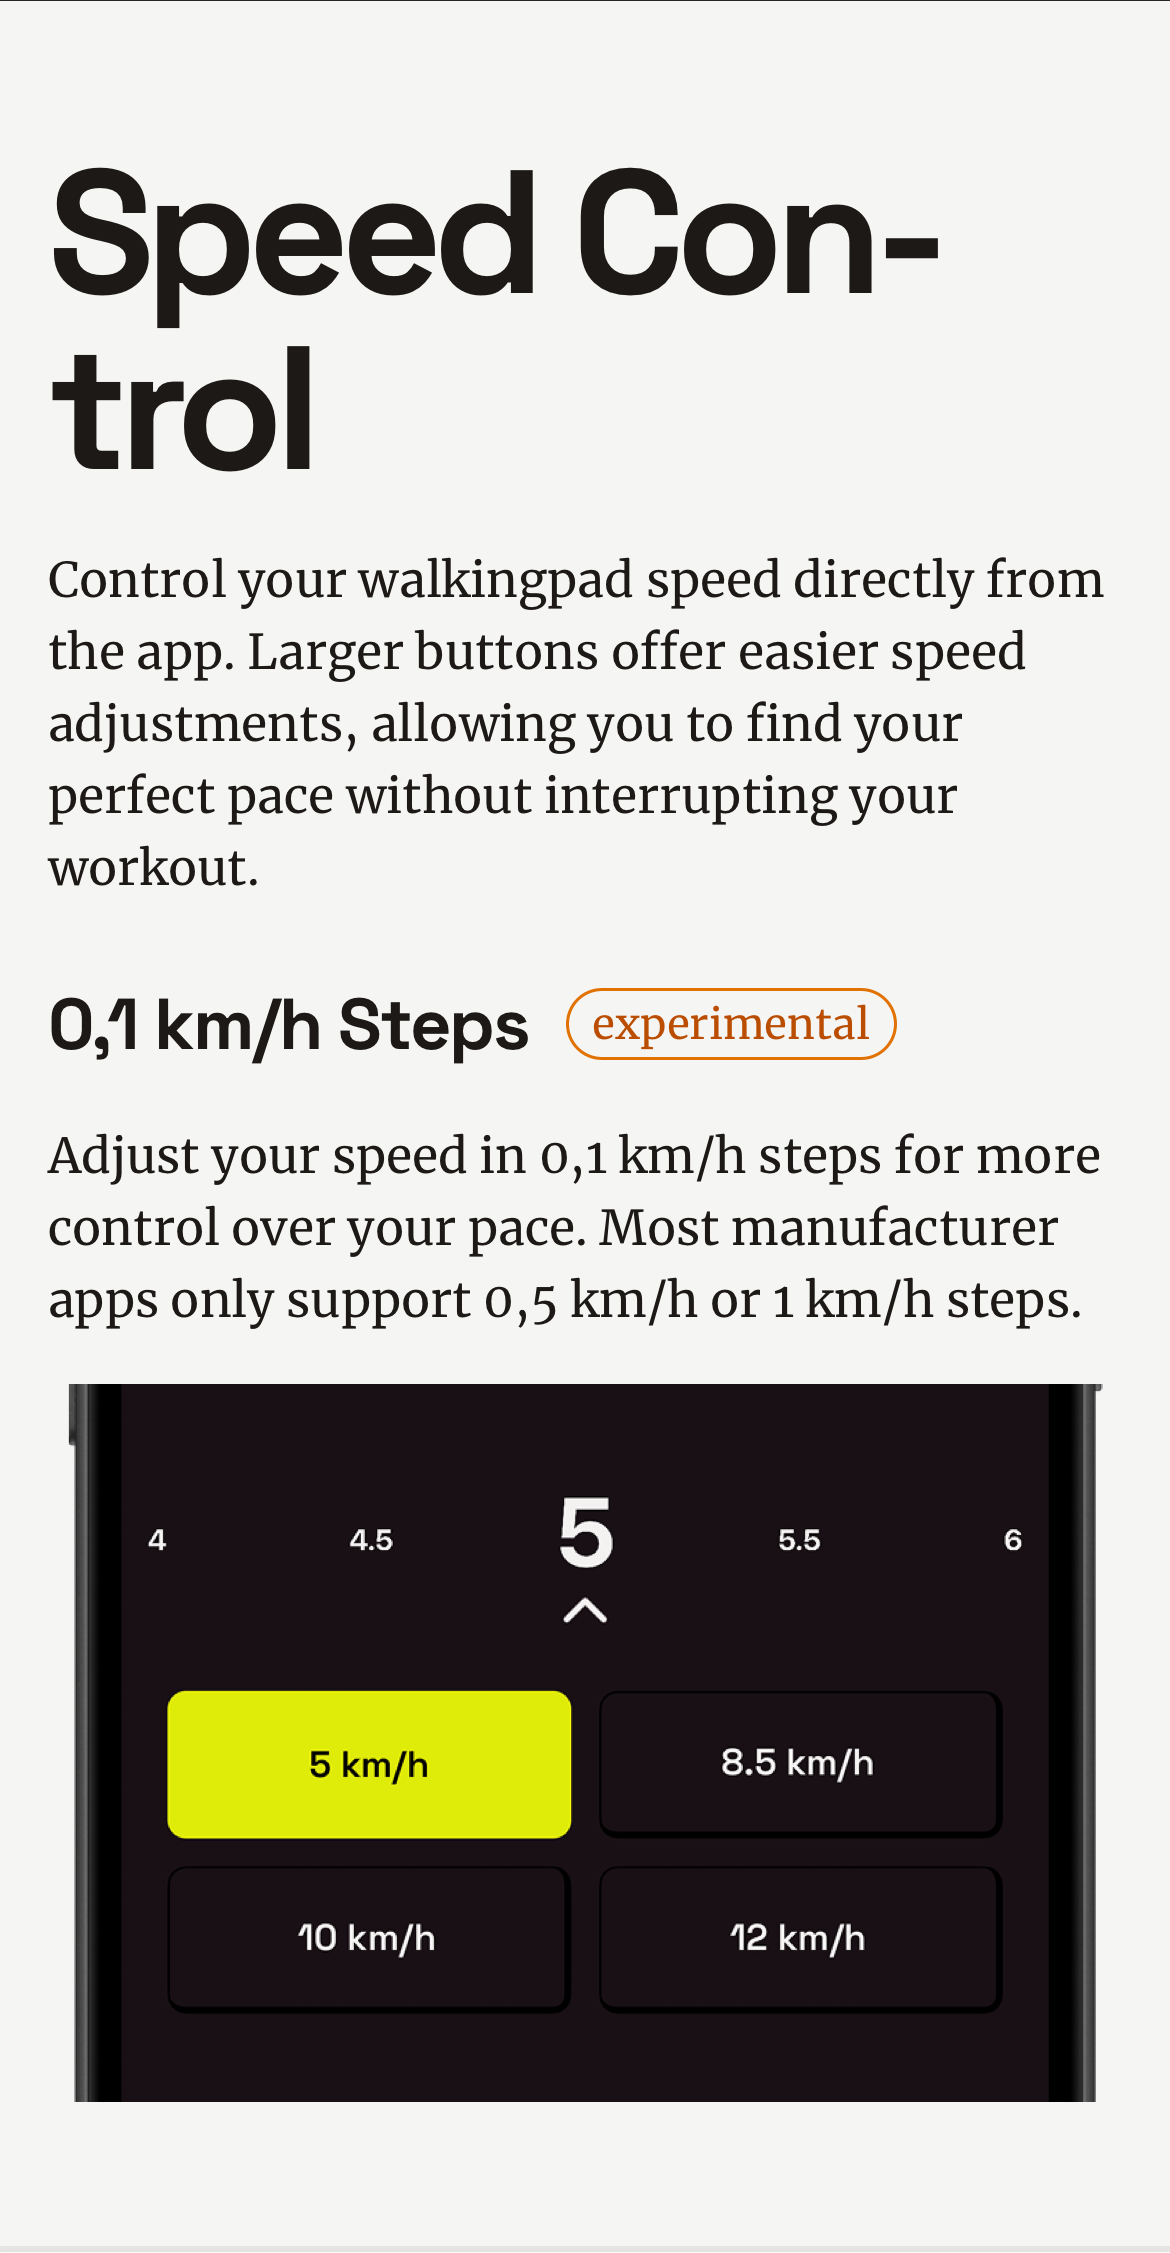 Speed Con-
trol
Control your walkingpad speed directly from
the app. Larger buttons offer easier speed
adjustments, allowing you to find your
perfect pace without interrupting your
workout.
0,1 km/h Steps experimental
Adjust your speed in 0,1 km/h steps for more
control over your pace. Most manufacturer
apps only support 0,5 km/h or 1 km/h steps.
4 4.5 5 5.5 6
5 km/h 8.5 km/h
10 km/h 12 km/h